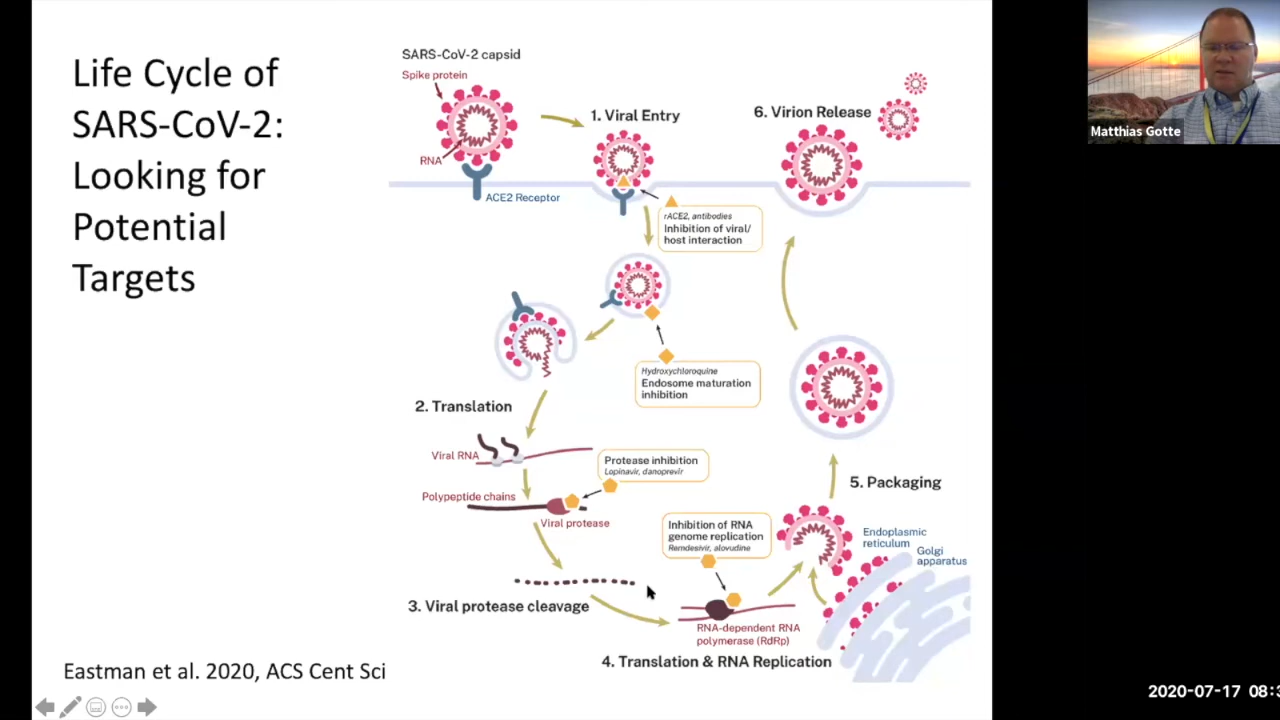 Life Cycle of
SARS-CoV-2:
Looking for
Potential
Targets
SARS-CoV-2 capsid
Spike protein
RNA
ACE2 Receptor
1. Viral Entry
rACE2, antibodies
Inhibition of viral/
host interaction
Hydroxychloroquine
Endosome maturation
inhibition
2. Translation
Viral RNA
Protease inhibition
Lopinavir, danoprevir
Polypeptide chains
Viral protease
3. Viral protease cleavage
Inhibition of RNA
genome replication
Remdesivir, alovudine
RNA-dependent RNA
polymerase (RdRp)
4. Translation & RNA Replication
5. Packaging
Endoplasmic
reticulum
Golgi
apparatus
6. Virion Release
Eastman et al. 2020, ACS Cent Sci
Matthias Gotte
2020-07-17 08:3